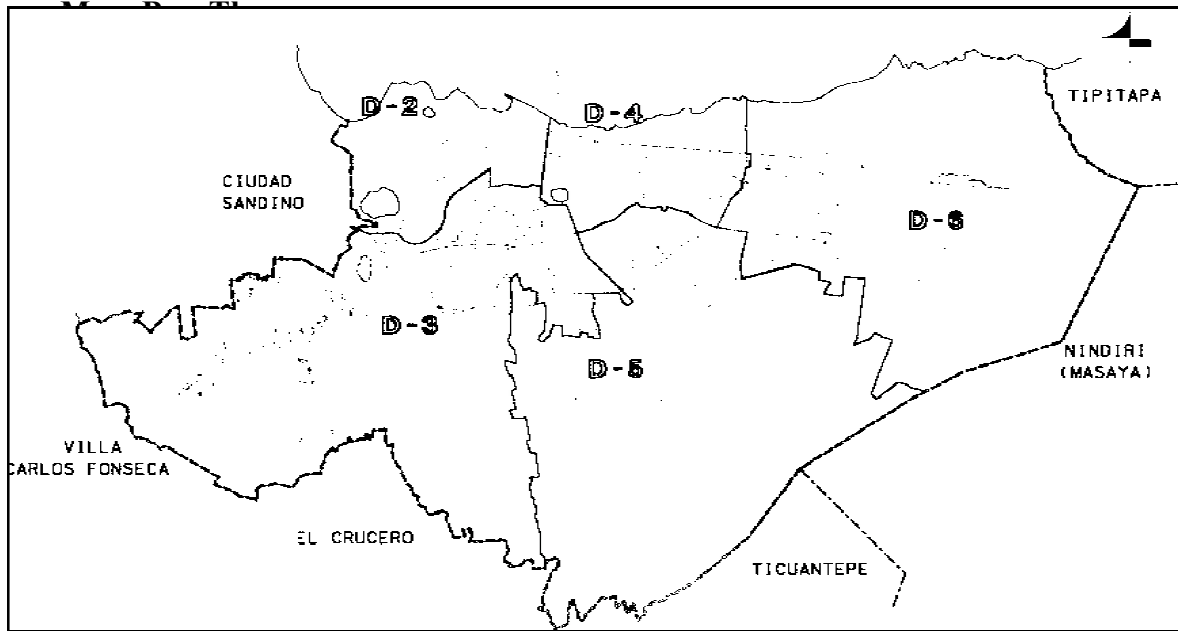 D-2
D-4
TIPITAPA
CIUDAD
SANDINO
D-6
D-3
NINDIRI
(MASAYA)
D-5
VILLA
CARLOS FONSECA
EL CRUCERO
TICUANTEPE